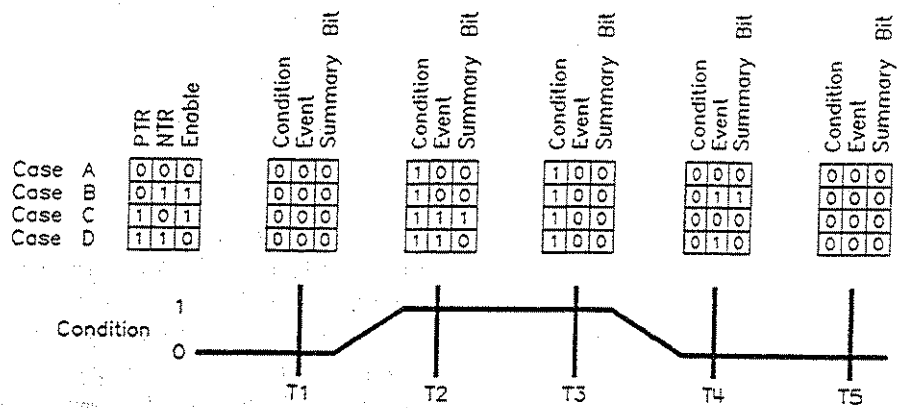 PTR NTR Enable
Condition Event Summary Bit
Condition Event Summary Bit
Condition Event Summary Bit
Condition Event Summary Bit
Condition Event Summary Bit
Case A 0 0 0 0 0 0 1 0 0 1 0 0 0 0 0 0 0 0
Case B 0 1 1 0 0 0 1 0 0 1 0 0 0 1 1 0 0 0
Case C 1 0 1 0 0 0 1 1 1 1 0 0 0 0 0 0 0 0
Case D 1 1 0 0 0 0 1 1 0 1 0 0 0 1 0 0 0 0
1
Condition
0
T1 T2 T3 T4 T5